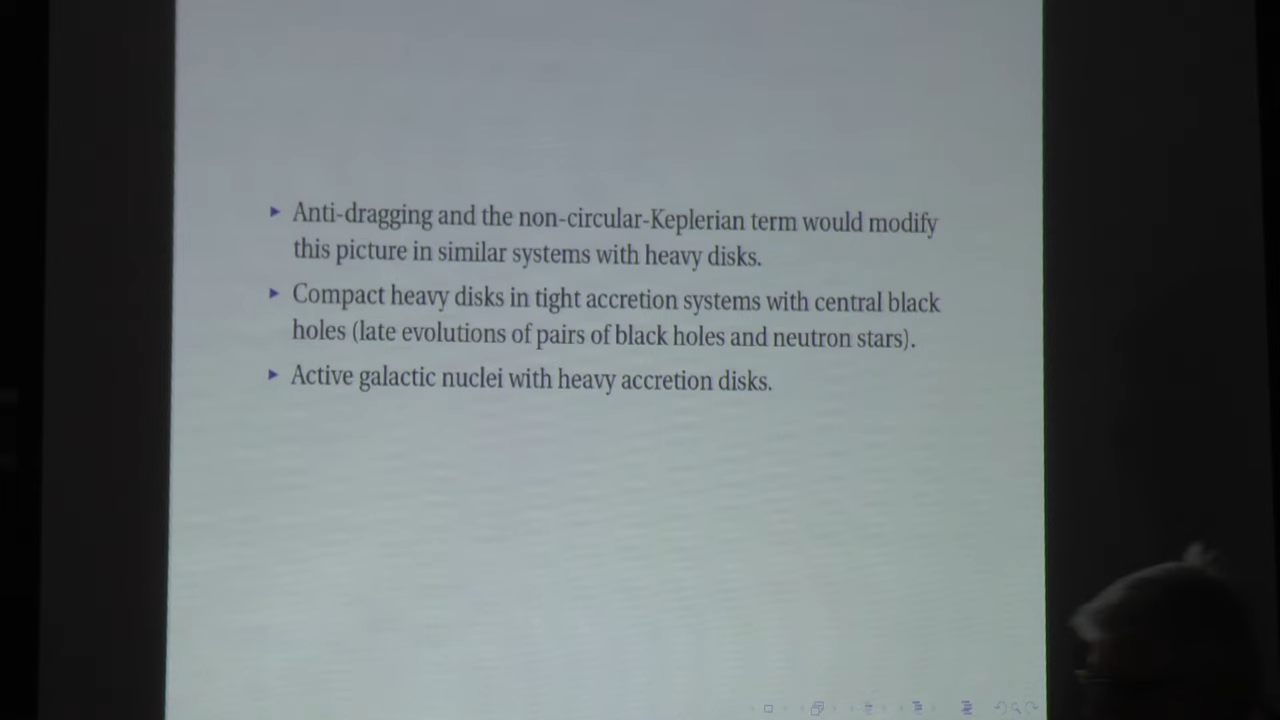 Anti-dragging and the non-circular-Keplerian term would modify
this picture in similar systems with heavy disks.
Compact heavy disks in tight accretion systems with central black
holes (late evolutions of pairs of black holes and neutron stars).
Active galactic nuclei with heavy accretion disks.